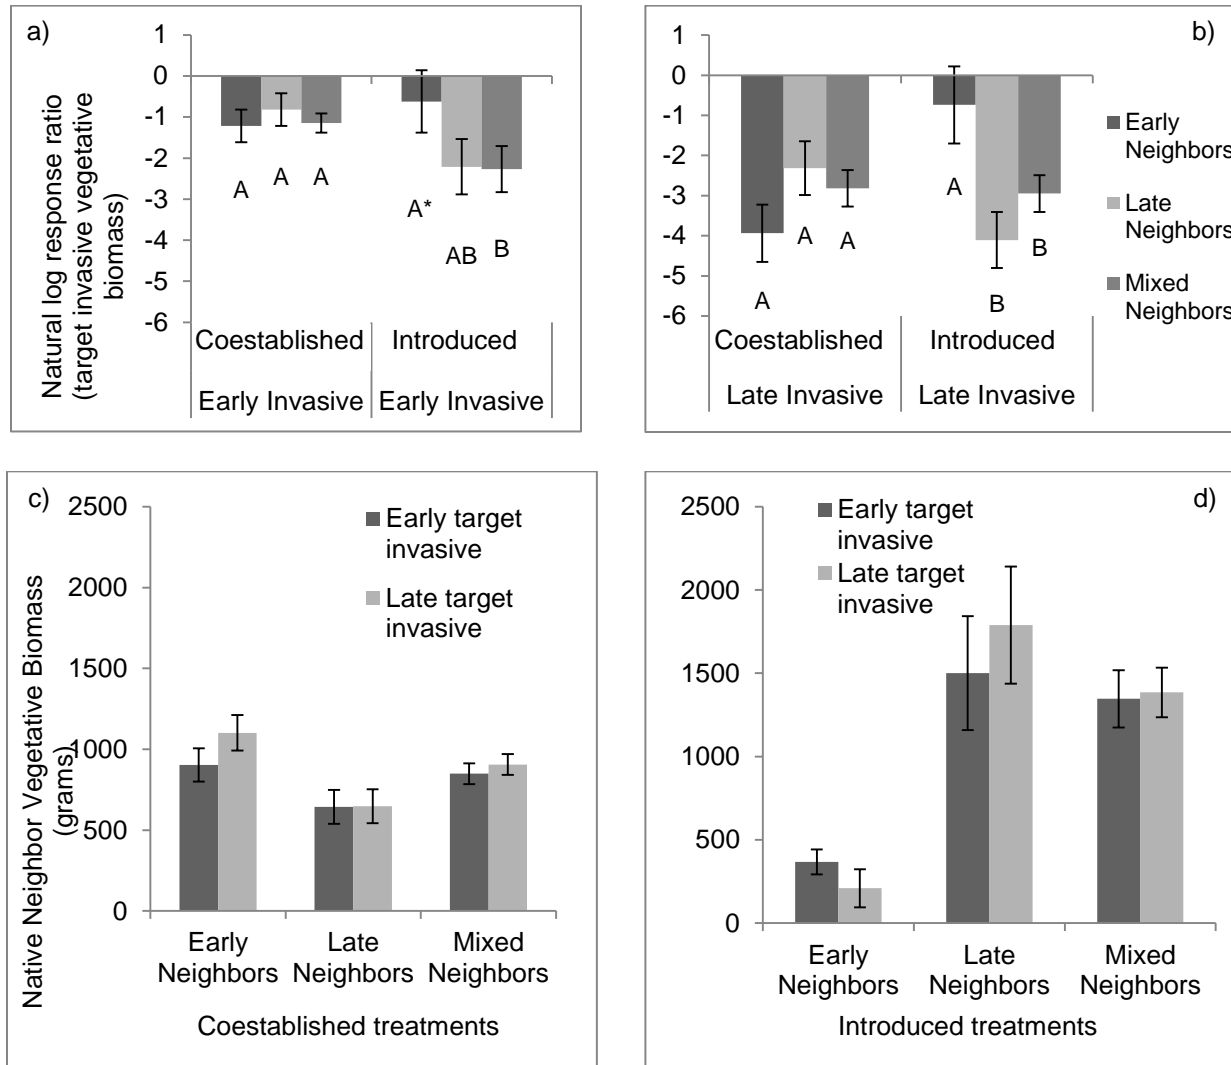 a)
Natural log response ratio
(target invasive vegetative
biomass)
1
0
-1
-2
-3
-4
-5
-6
A
A
A
A*
AB
B
Coestablished
Introduced
Early Invasive
Early Invasive
b)
1
0
-1
-2
-3
-4
-5
-6
A
A
A
A
B
B
Coestablished
Introduced
Late Invasive
Late Invasive
Early
Neighbors
Late
Neighbors
Mixed
Neighbors
c)
Native Neighbor Vegetative Biomass
(grams)
2500
2000
1500
1000
500
0
Early target
invasive
Late target
invasive
Early
Neighbors
Late
Neighbors
Mixed
Neighbors
Coestablished treatments
d)
2500
2000
1500
1000
500
0
Early target
invasive
Late target
invasive
Early
Neighbors
Late
Neighbors
Mixed
Neighbors
Introduced treatments